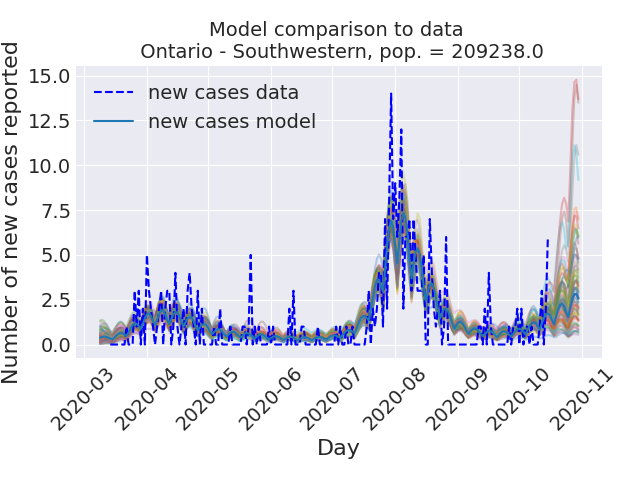 Model comparison to data
Ontario - Southwestern, pop. = 209238.0
Number of new cases reported
15.0
12.5
10.0
7.5
5.0
2.5
0.0
new cases data
new cases model
2020-03
2020-04
2020-05
2020-06
2020-07
2020-08
2020-09
2020-10
2020-11
Day